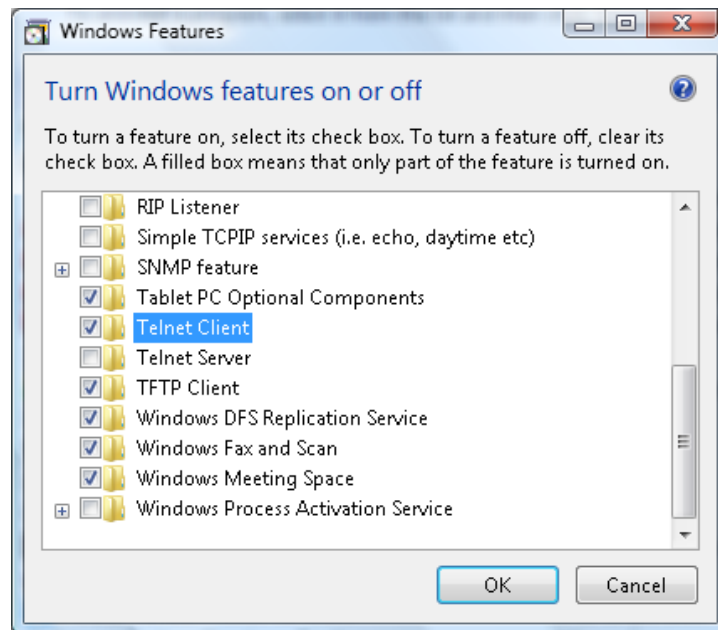 Windows Features
Turn Windows features on or off
To turn a feature on, select its check box. To turn a feature off, clear its
check box. A filled box means that only part of the feature is turned on.
RIP Listener
Simple TCPIP services (i.e. echo, daytime etc)
SNMP feature
Tablet PC Optional Components
Telnet Client
Telnet Server
TFTP Client
Windows DFS Replication Service
Windows Fax and Scan
Windows Meeting Space
Windows Process Activation Service
OK Cancel